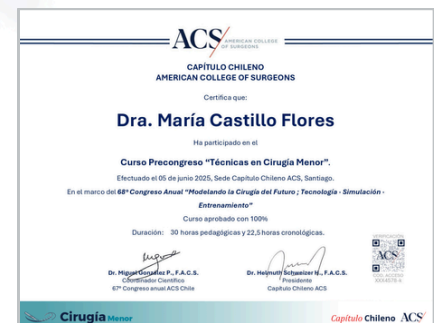 ACS AMERICAN COLLEGE
OF SURGEONS
CAPÍTULO CHILENO
AMERICAN COLLEGE OF SURGEONS
Certifica que:
Dra. María Castillo Flores
Ha participado en el
Curso Precongreso “Técnicas en Cirugía Menor”.
Efectuado el 05 de junio 2025, Sede Capítulo Chileno ACS, Santiago.
En el marco del 68° Congreso Anual “Modelando la Cirugía del Futuro ; Tecnología - Simulación -
Entrenamiento”
Curso aprobado con 100%
Duración: 30 horas pedagógicas y 22,5 horas cronológicas.
ACS
Dr. Miguel González P., F.A.C.S.
Coordinador Científico
67° Congreso anual ACS Chile
Dr. Helmuth Schweizer N., F.A.C.S.
Presidente
Capítulo Chileno ACS
Cirugía Menor
Capítulo Chileno ACS